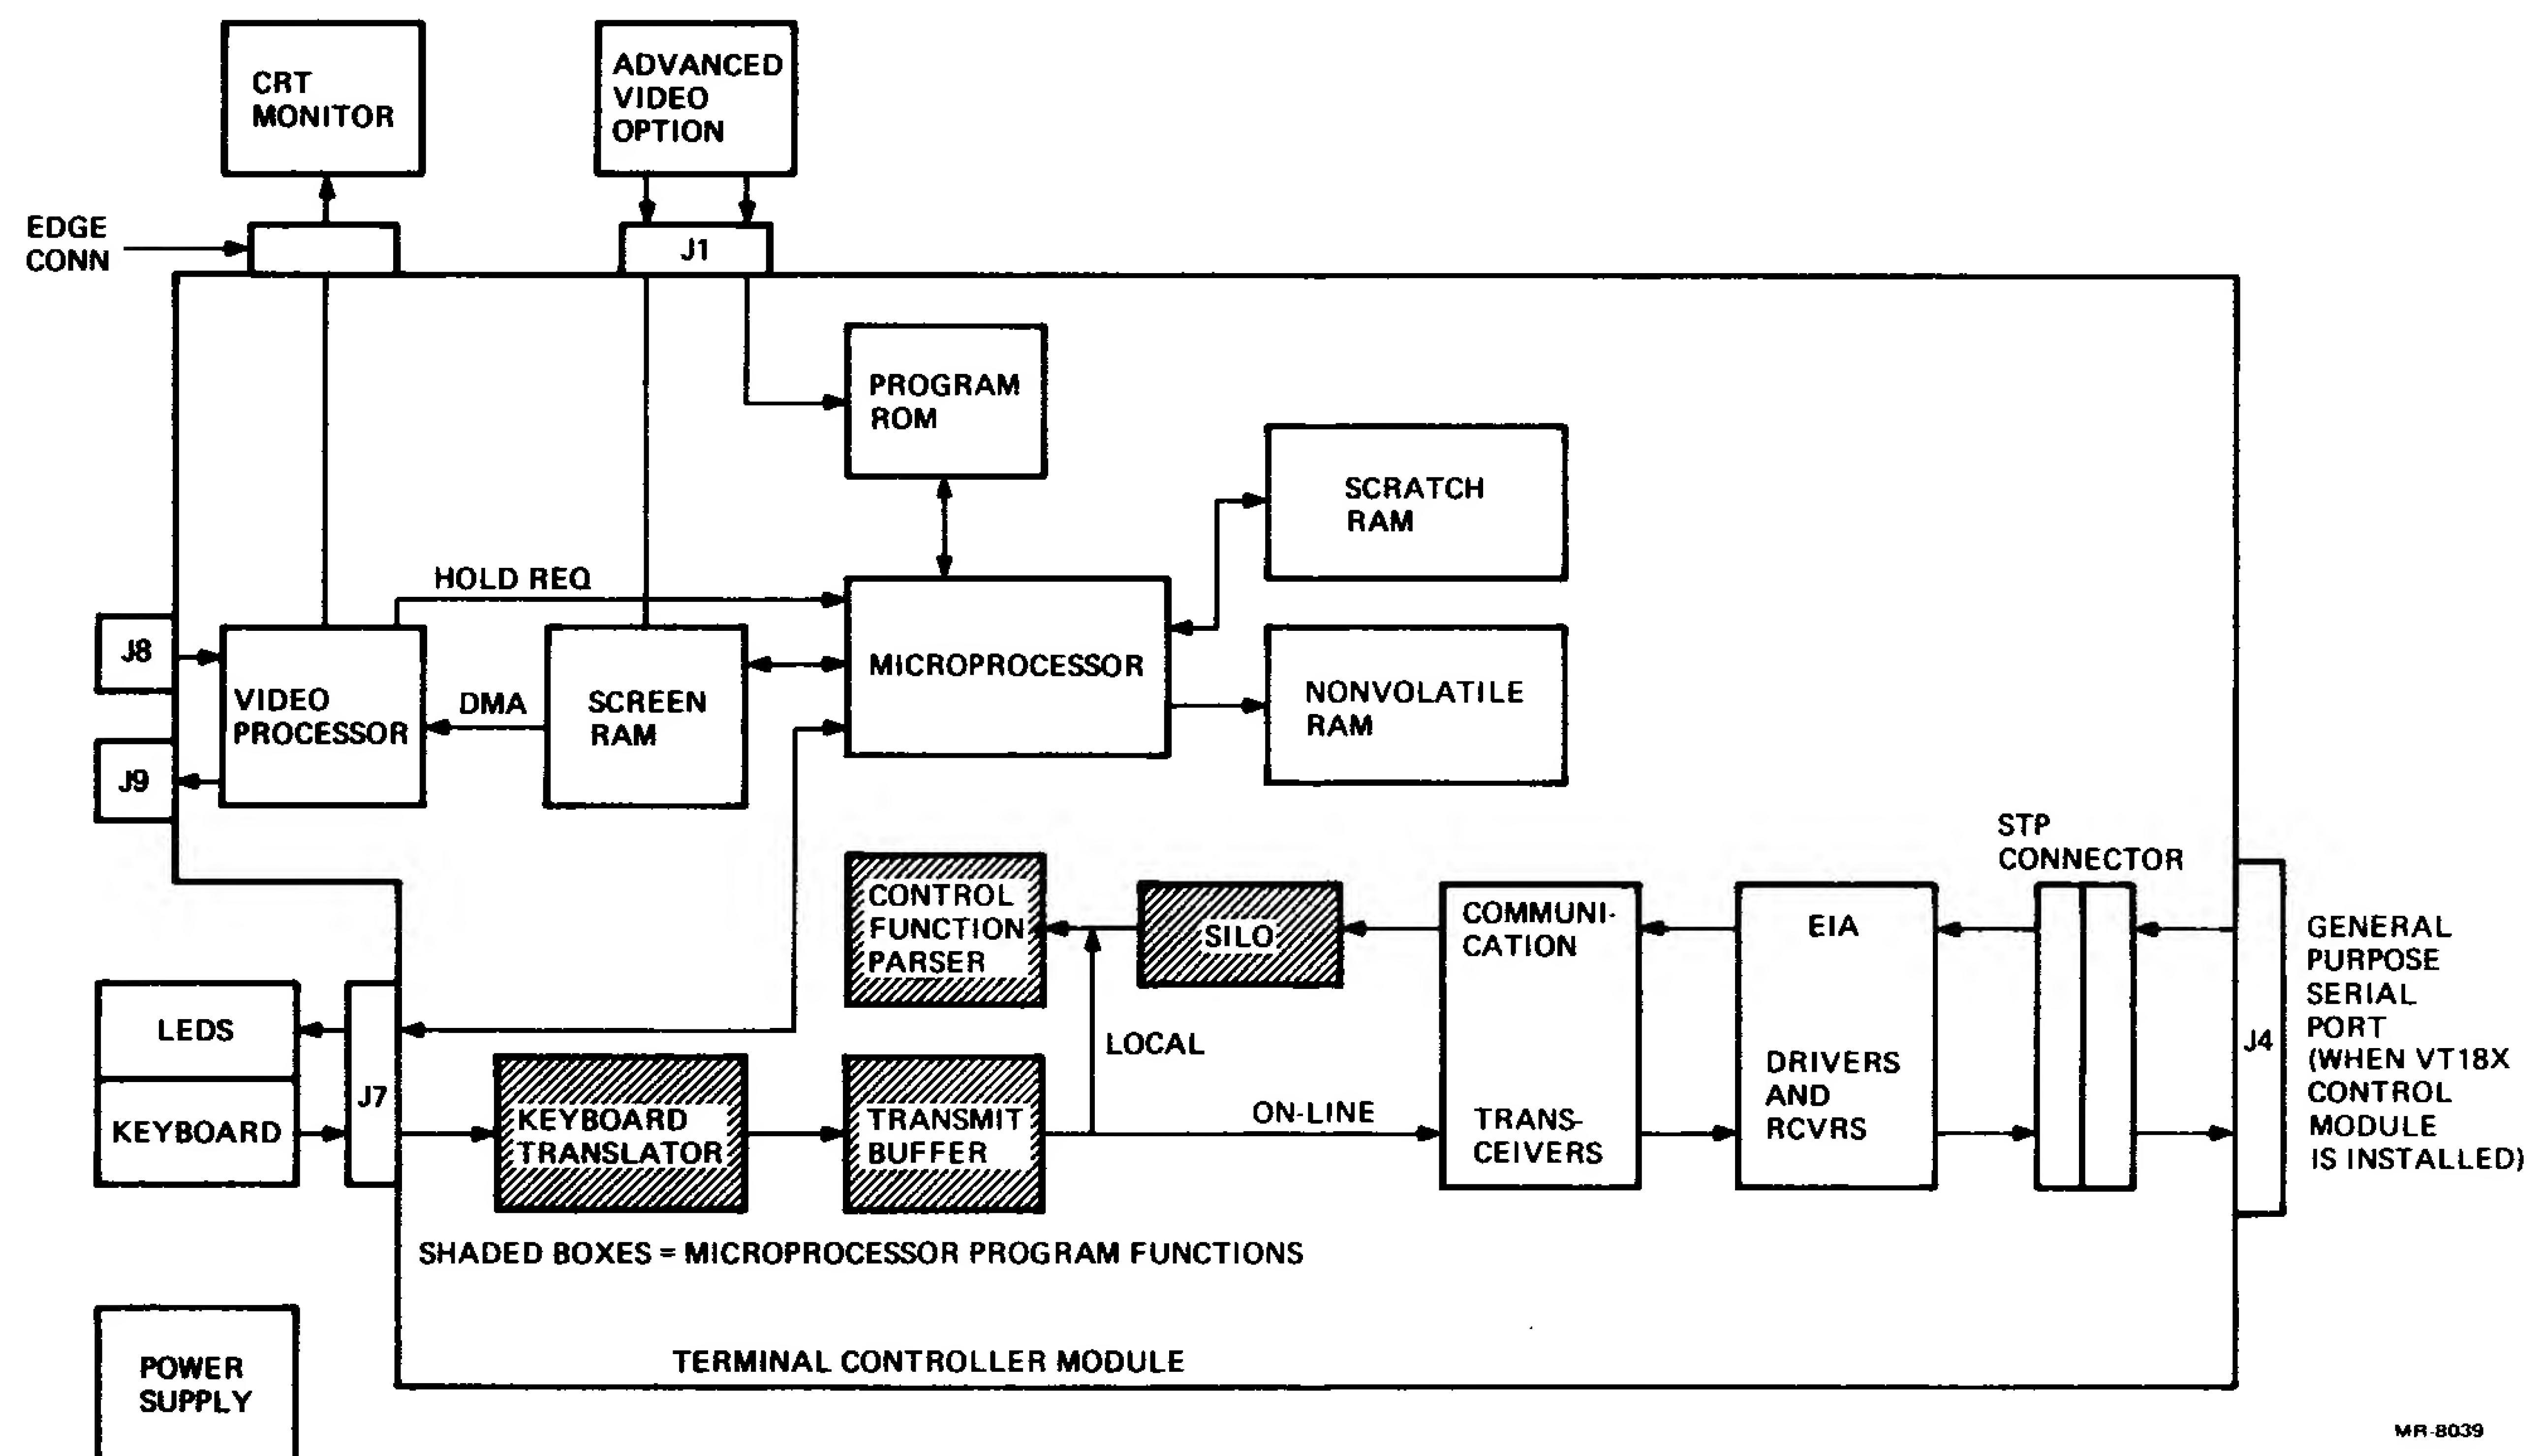 CRT
MONITOR
ADVANCED
VIDEO
OPTION
EDGE
CONN
J1
PROGRAM
ROM
SCRATCH
RAM
HOLD REQ
J8
VIDEO
PROCESSOR
DMA
SCREEN
RAM
MICROPROCESSOR
NONVOLATILE
RAM
J9
STP
CONNECTOR
CONTROL
FUNCTION
PARSER
SILO
COMMUNI-
CATION
TRANS-
CEIVERS
EIA
DRIVERS
AND
RCVRS
J4
GENERAL
PURPOSE
SERIAL
PORT
(WHEN VT18X
CONTROL
MODULE
IS INSTALLED)
LEDS
KEYBOARD
J7
LOCAL
KEYBOARD
TRANSLATOR
TRANSMIT
BUFFER
ON-LINE
SHADED BOXES = MICROPROCESSOR PROGRAM FUNCTIONS
POWER
SUPPLY
TERMINAL CONTROLLER MODULE
MR-8039